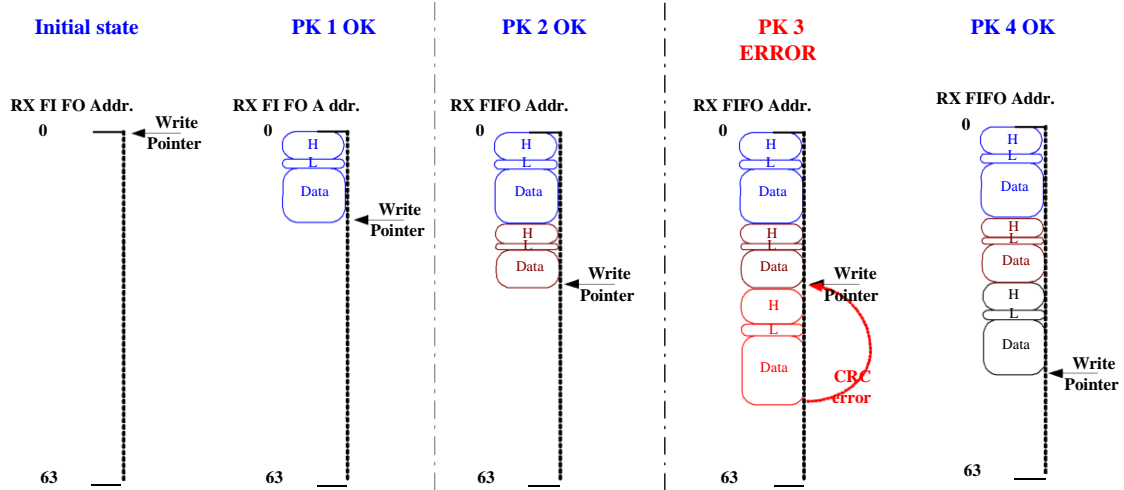 Initial state
PK 1 OK
PK 2 OK
PK 3
ERROR
PK 4 OK
RX FI FO Addr.
0
Write
Pointer
63
RX FI FO A ddr.
0
H
L
Data
Write
Pointer
63
RX FIFO Addr.
0
H
L
Data
H
L
Data
Write
Pointer
63
RX FIFO Addr.
0
H
L
Data
H
L
Data
Write
Pointer
H
L
Data
CRC
error
63
RX FIFO Addr.
0
H
L
Data
H
L
Data
H
L
Data
Write
Pointer
63